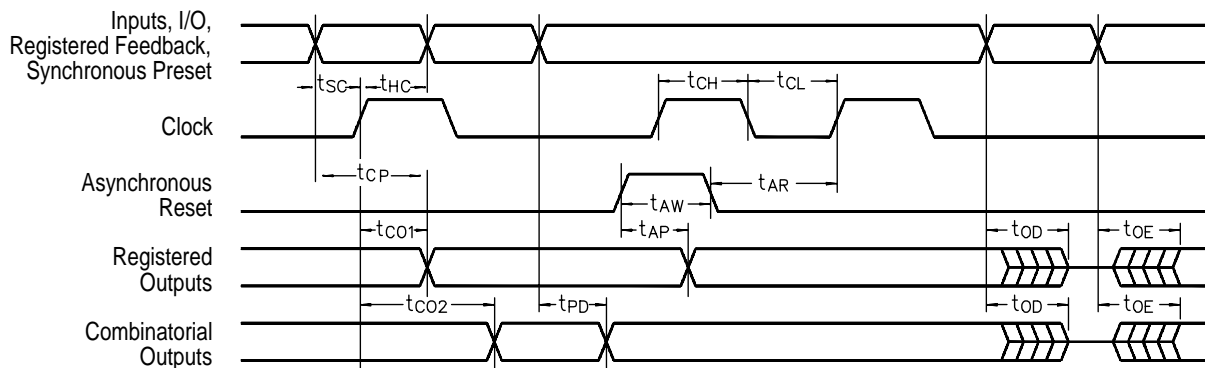 Inputs, I/O,
Registered Feedback,
Synchronous Preset
tSC
tHC
tCH
tCL
Clock
tCP
Asynchronous
Reset
tAW
tAR
tCO1
tAP
tOD
tOE
Registered
Outputs
tCO2
tPD
tOD
tOE
Combinatorial
Outputs